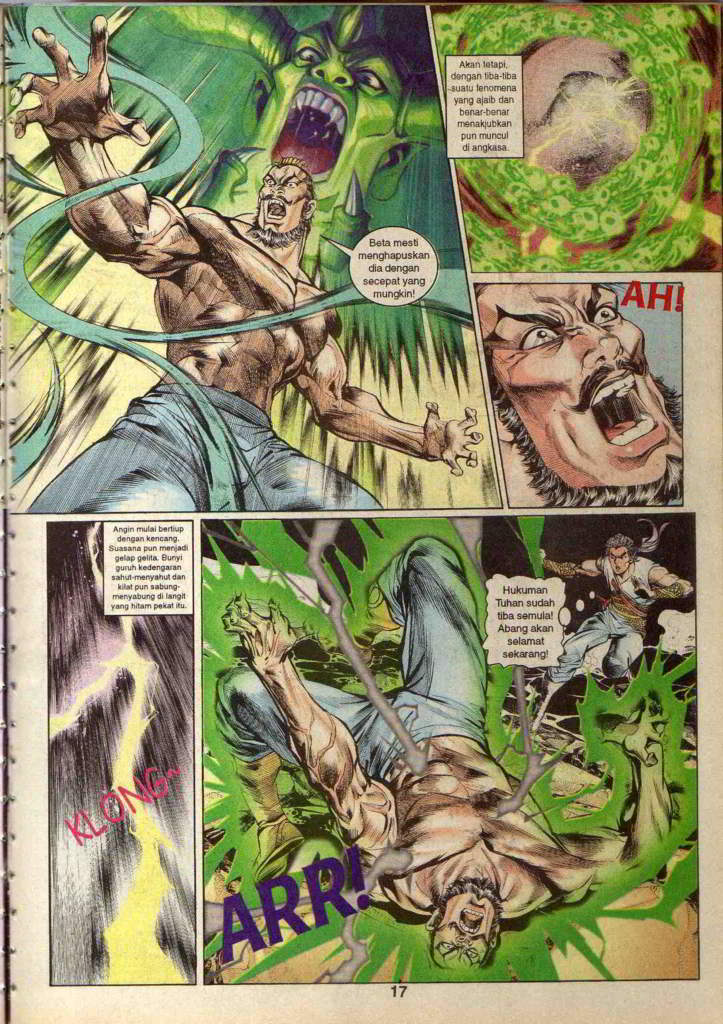 Beta mesti
menghapuskan
dia dengan
secepat yang
mungkin!
Akan tetapi,
dengan tiba-tiba
suatu fenomena
yang ajaib dan
benar-benar
menakjubkan
pun muncul
di angkasa.
AH!
Angin mulai bertiup
dengan kencang.
Suasana pun menjadi
gelap gelita. Bunyi
guruh kedengaran
sahut-menyahut dan
kilat pun sabung-
menyabung di langit
yang hitam pekat itu.
KLONG~
Hukuman
Tuhan sudah
tiba semula!
Abang akan
selamat
sekarang!
ARR!
17